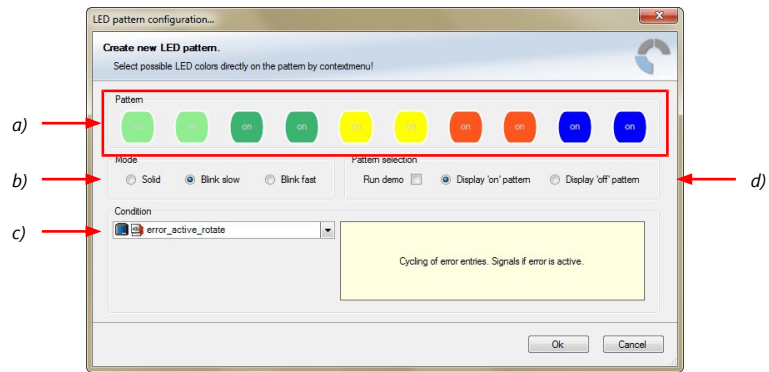 LED pattern configuration...
Create new LED pattern.
Select possible LED colors directly on the pattern by contextmenu!
Pattern
a)
on on on on on on on on on on
Mode
Pattern selection
b)
Solid Blink slow Blink fast
Run demo Display 'on' pattern Display 'off' pattern
d)
Condition
c)
error_active_rotate
Cycling of error entries. Signals if error is active.
Ok Cancel